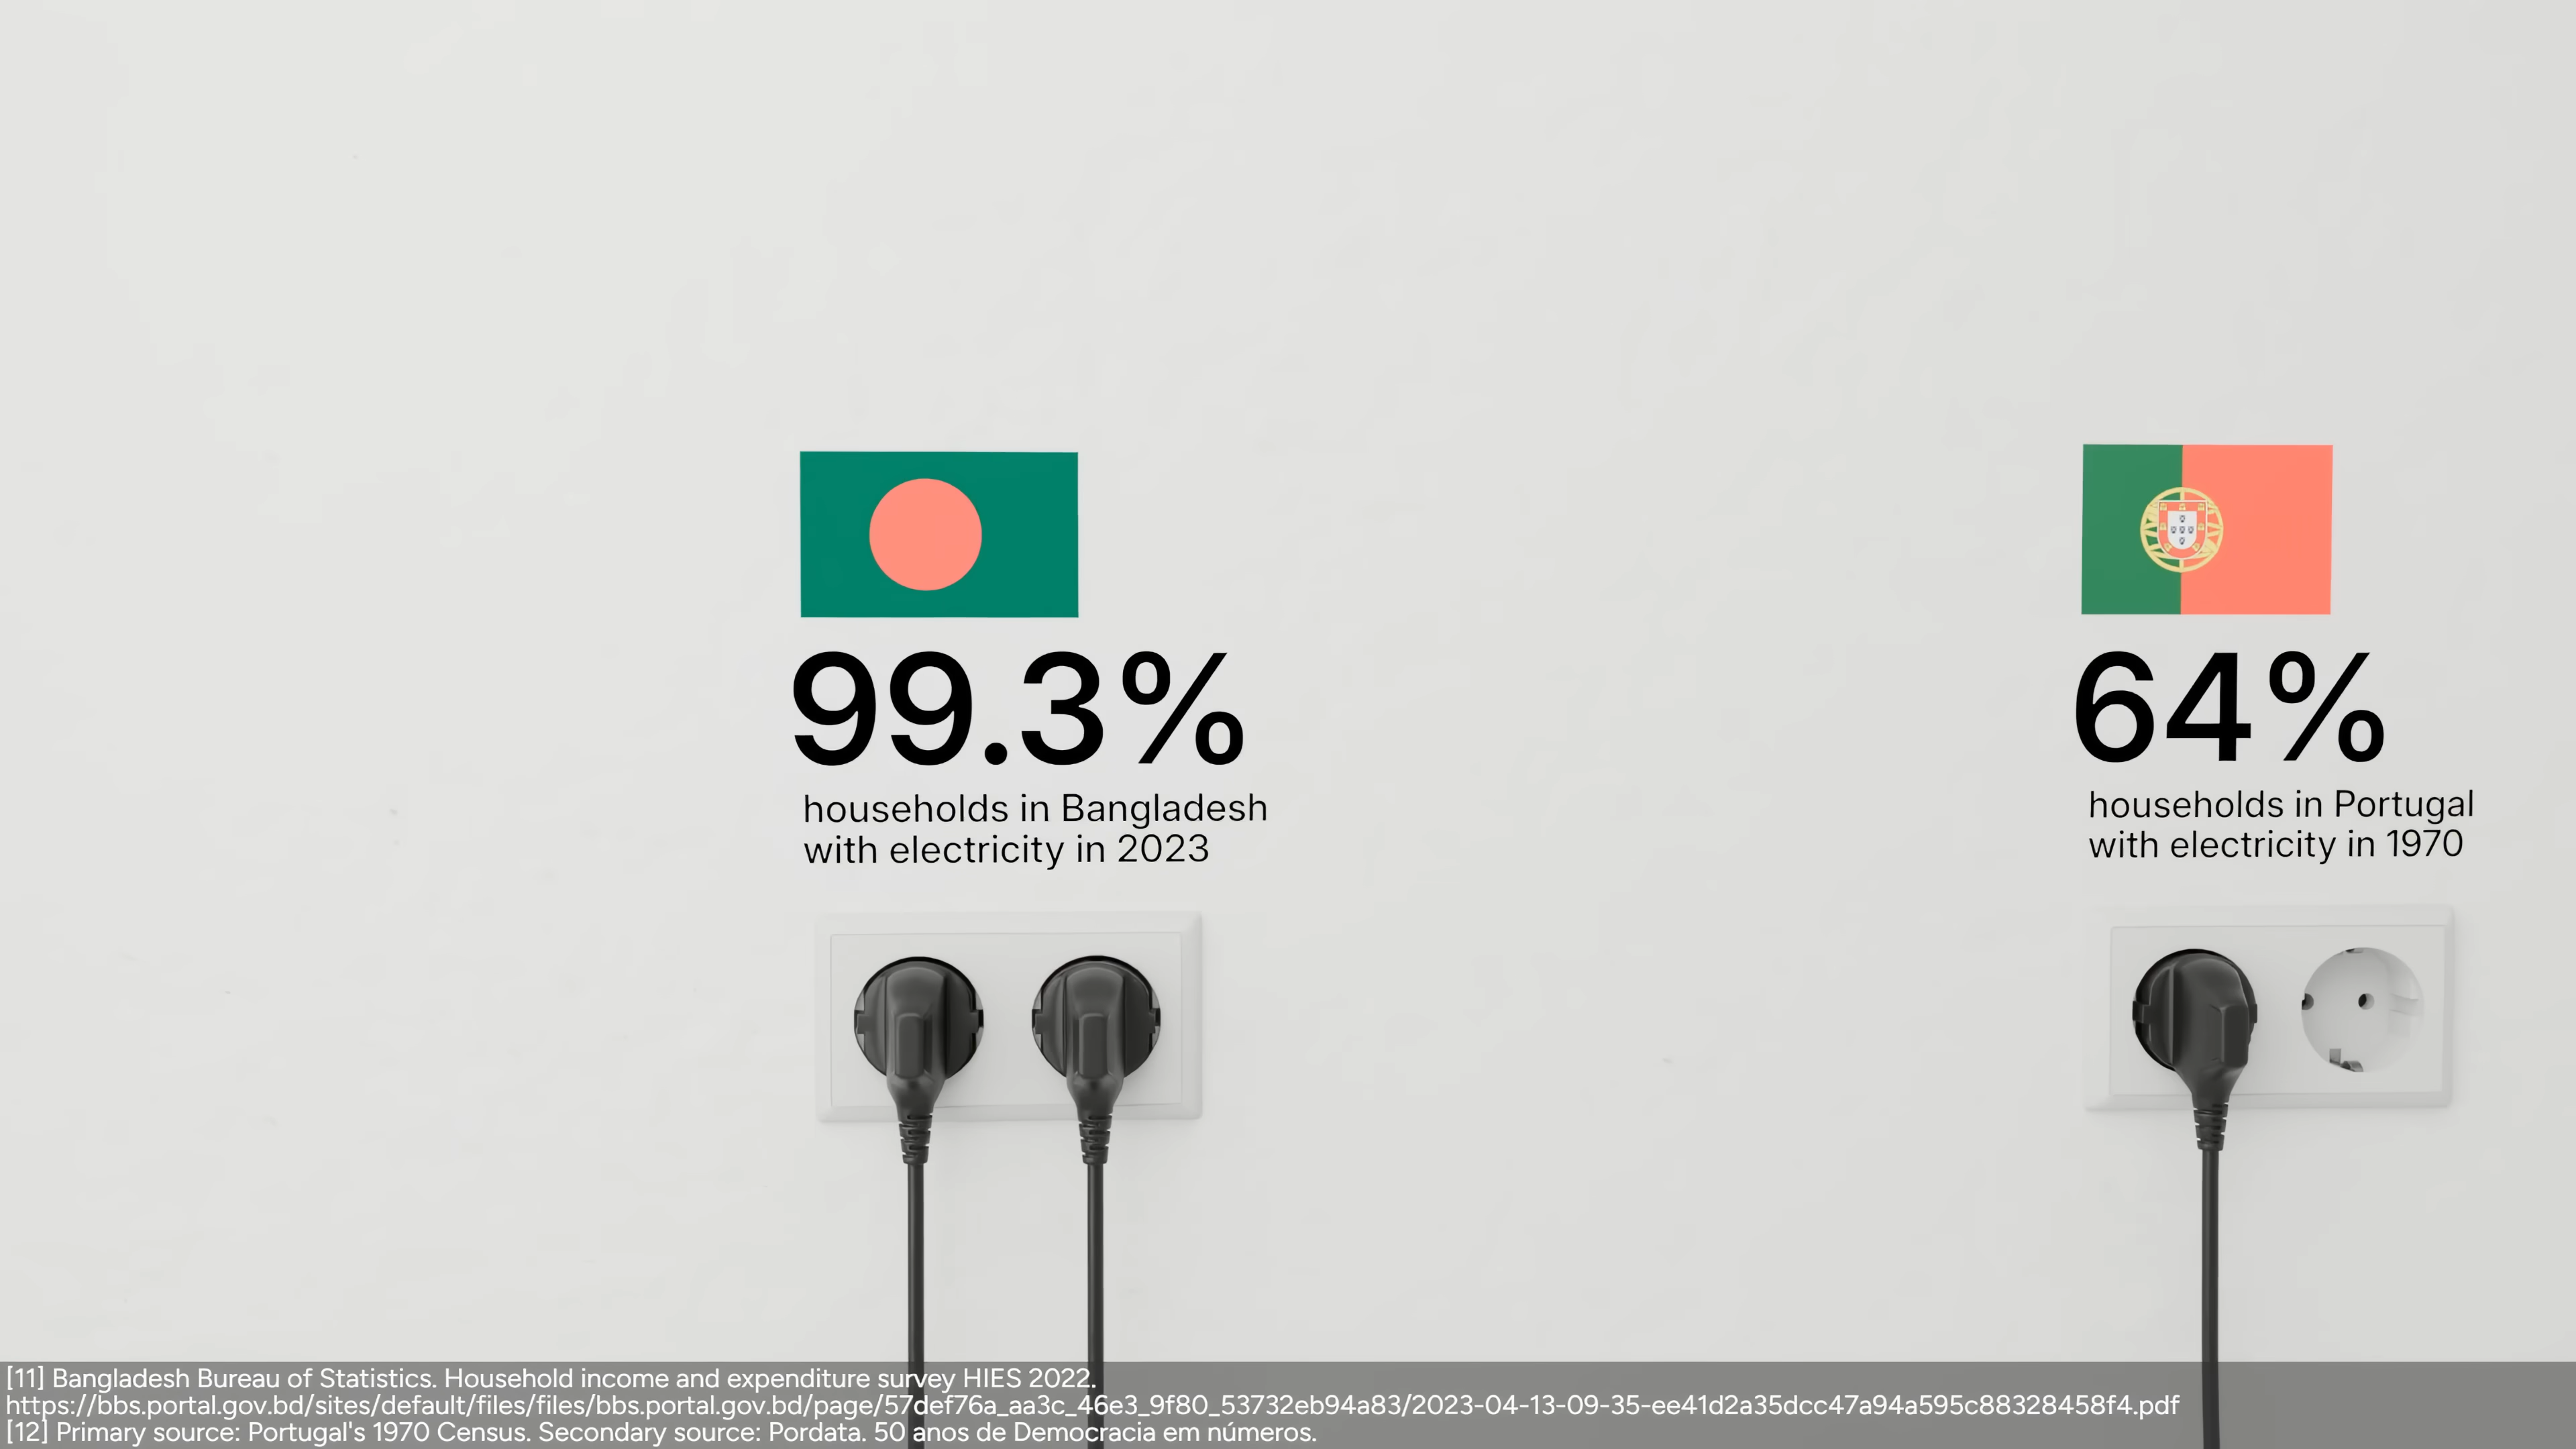 99.3%
households in Bangladesh
with electricity in 2023
64%
households in Portugal
with electricity in 1970
[11] Bangladesh Bureau of Statistics. Household income and expenditure survey HIES 2022.
https://bbs.portal.gov.bd/sites/default/files/files/bbs.portal.gov.bd/page/57def76a_aa3c_46e3_9f80_53732eb94a83/2023-04-13-09-35-ee41d2a35dcc47a94a595c88328458f4.pdf
[12] Primary source: Portugal's 1970 Census. Secondary source: Pordata. 50 anos de Democracia em números.